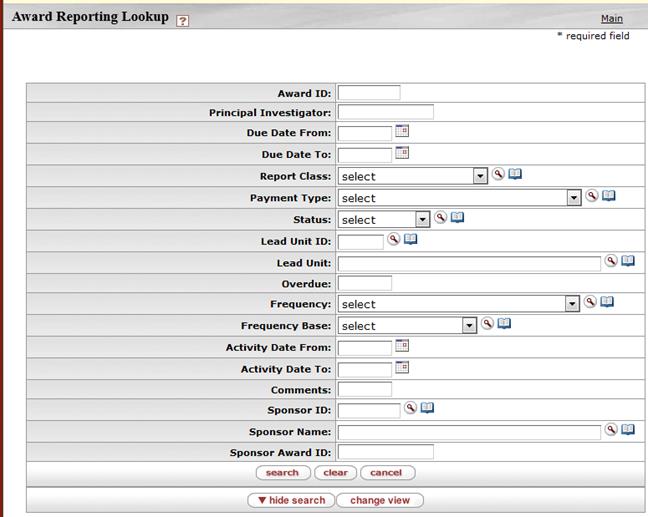 Award Reporting Lookup ?
Main
* required field
Award ID:
Principal Investigator:
Due Date From:
Due Date To:
Report Class: select
Payment Type: select
Status: select
Lead Unit ID:
Lead Unit:
Overdue:
Frequency: select
Frequency Base: select
Activity Date From:
Activity Date To:
Comments:
Sponsor ID:
Sponsor Name:
Sponsor Award ID:
search clear cancel
hide search change view